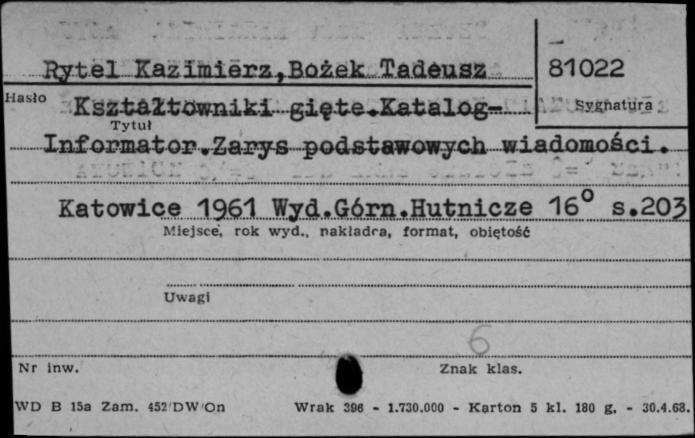 Rytel Kazimierz,Bożek Tadeusz
81022
Hasło
Sygnatura
Kształtowniki gięte.Katalog-
Tytuł
Informator.Zarys podstawowych wiadomości.
Katowice 1961 Wyd.Górn.Hutnicze 16° s.203
Miejsce, rok wyd., nakładca, format, objętość
Uwagi
6
Nr inw.
Znak klas.
WD B 15a Zam. 452/DW/On
Wrak 396 - 1.730.000 - Karton 5 kl. 180 g. - 30.4.68.